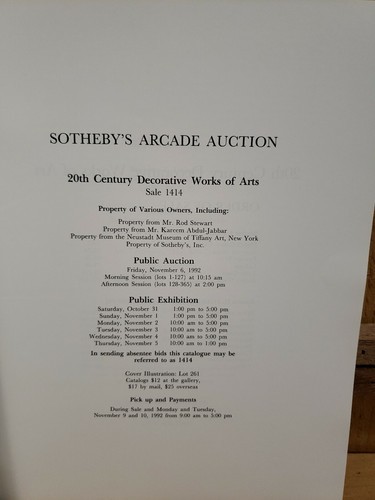 SOTHEBY'S ARCADE AUCTION
20th Century Decorative Works of Arts
Sale 1414
Property of Various Owners, Including:
Property from Mr. Rod Stewart
Property from Mr. Kareem Abdul-Jabbar
Property from the Neustadt Museum of Tiffany Art, New York
Property of Sotheby's, Inc.
Public Auction
Friday, November 6, 1992
Morning Session (lots 1-127) at 10:15 am
Afternoon Session (lots 128-365) at 2:00 pm
Public Exhibition
Saturday, October 31 1:00 pm to 5:00 pm
Sunday, November 1 1:00 pm to 5:00 pm
Monday, November 2 10:00 am to 5:00 pm
Tuesday, November 3 10:00 am to 5:00 pm
Wednesday, November 4 10:00 am to 5:00 pm
Thursday, November 5 10:00 am to 1:00 pm
In sending absentee bids this catalogue may be
referred to as 1414
Cover Illustration: Lot 261
Catalogs $12 at the gallery,
$17 by mail, $25 overseas
Pick up and Payments
During Sale and Monday and Tuesday,
November 9 and 10, 1992 from 9:00 am to 5:00 pm